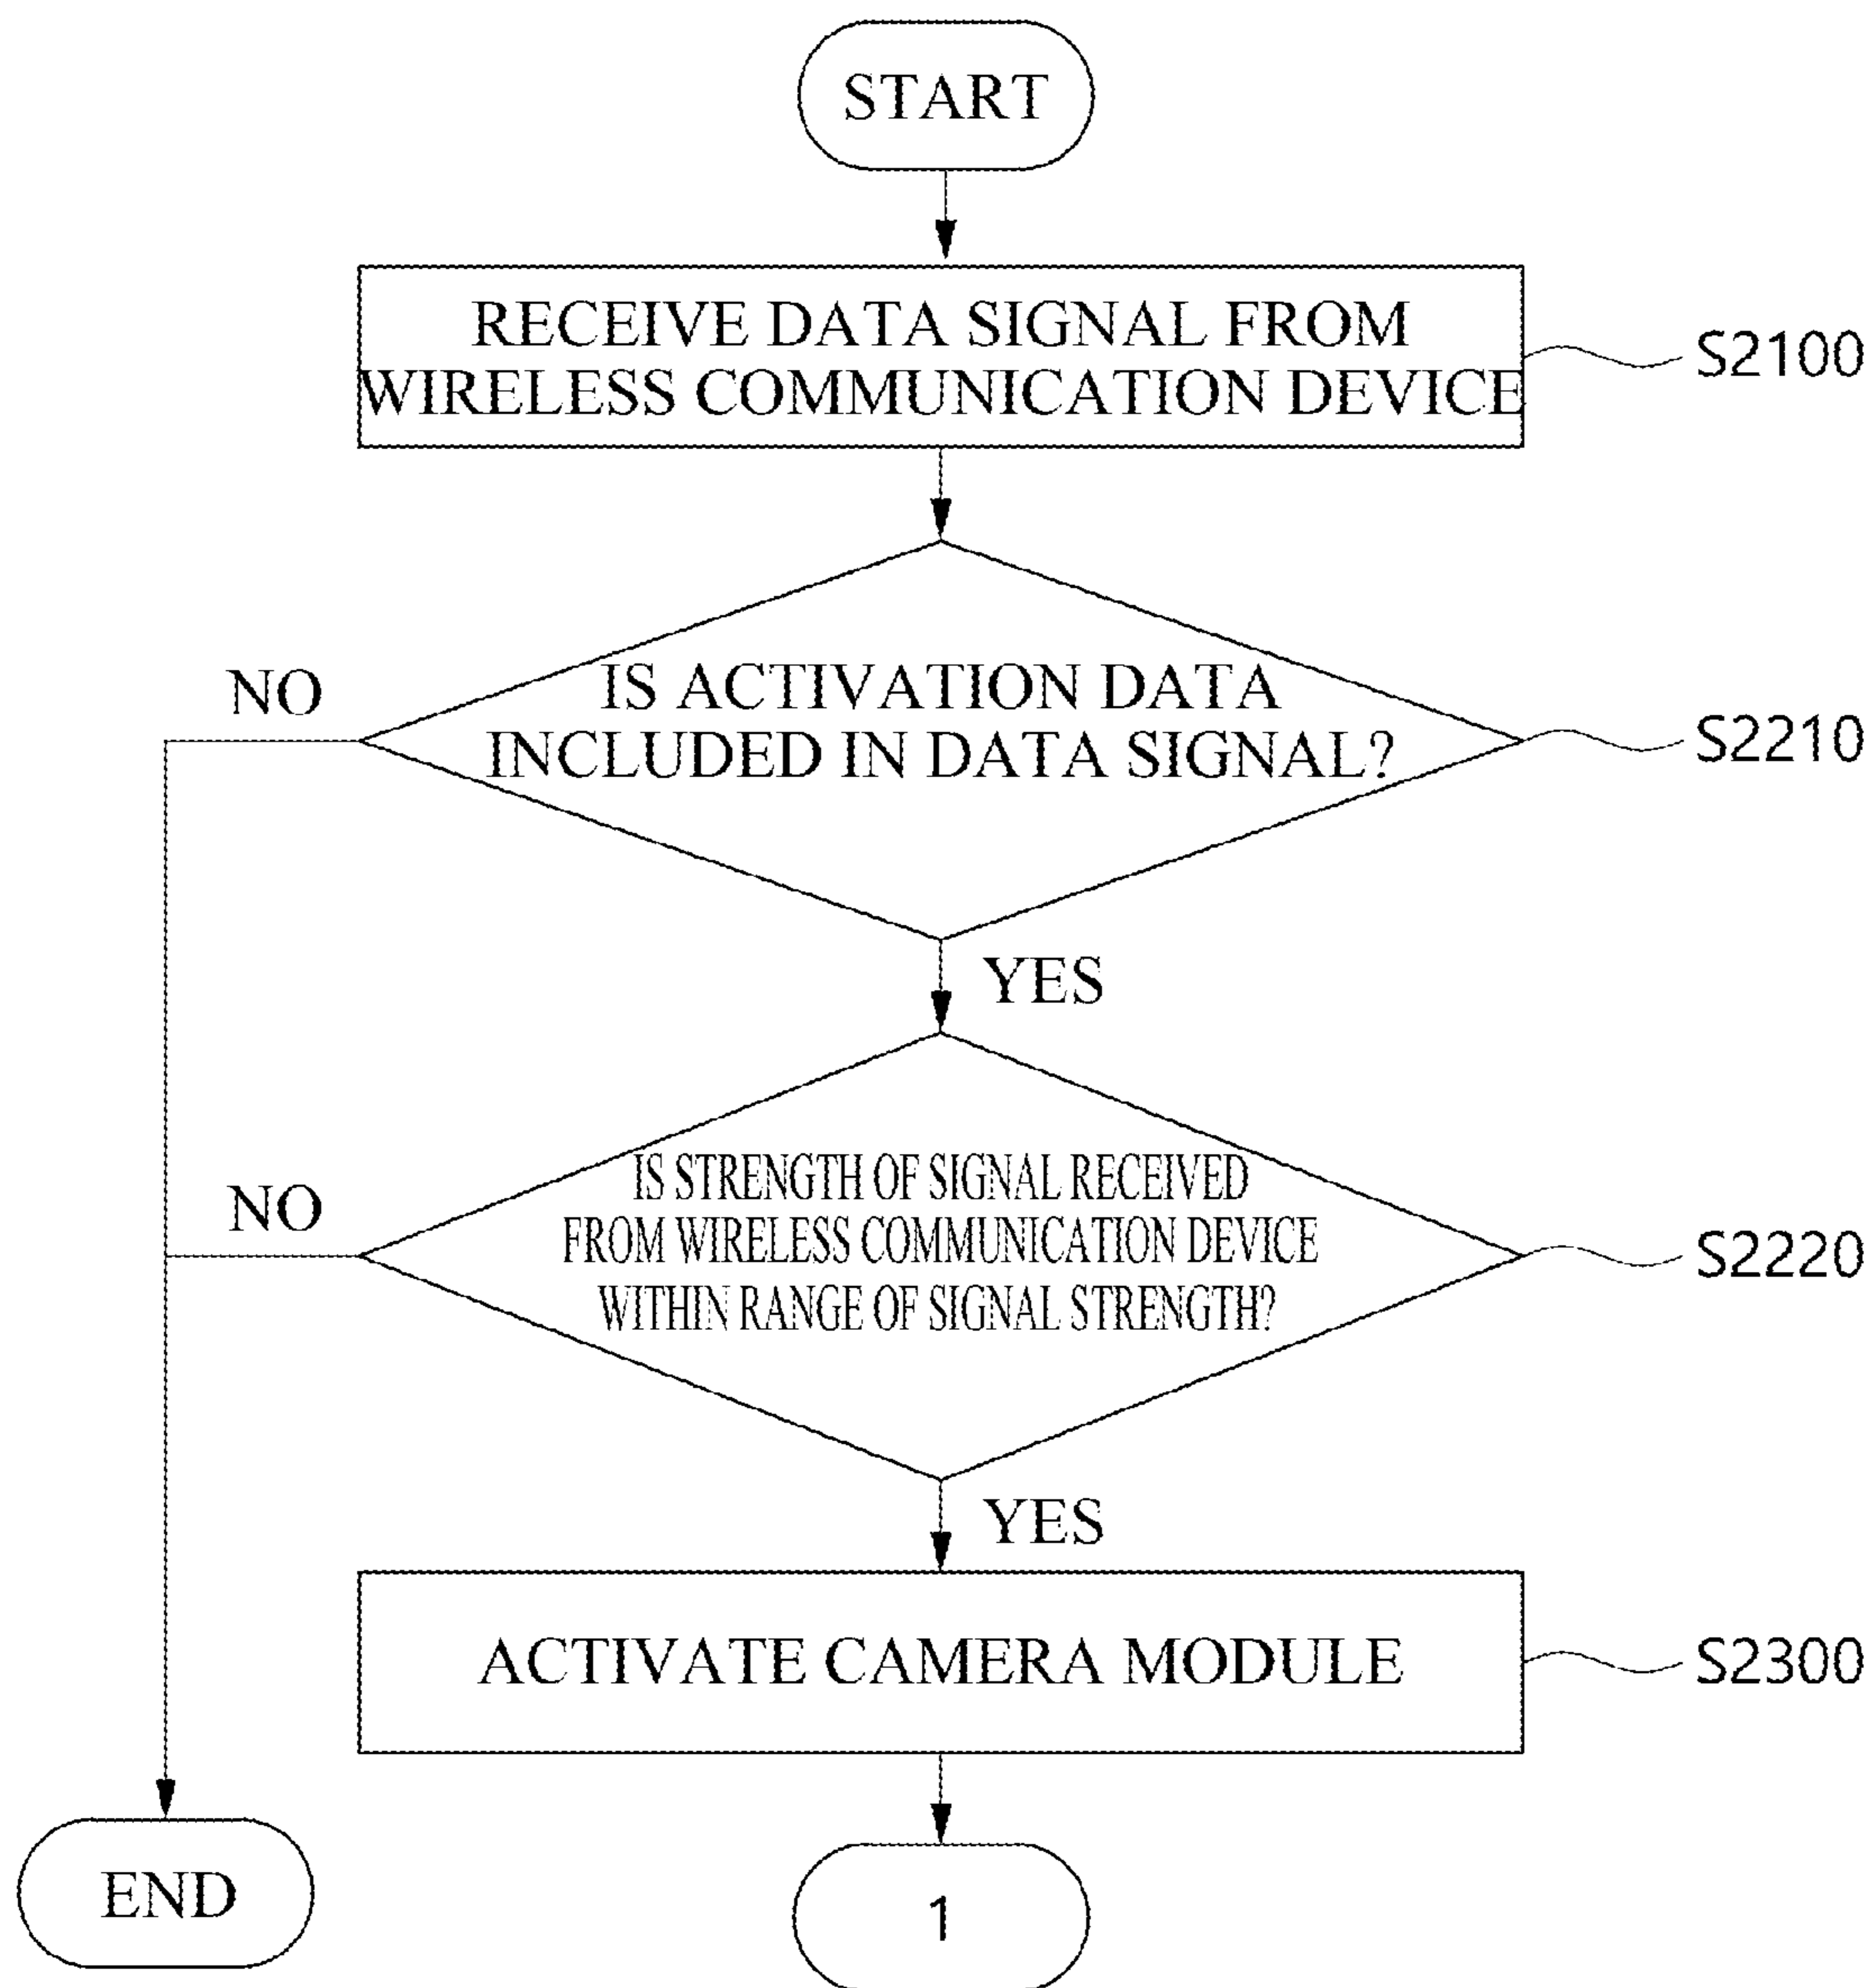 START
RECEIVE DATA SIGNAL FROM
WIRELESS COMMUNICATION DEVICE
S2100
NO
IS ACTIVATION DATA
INCLUDED IN DATA SIGNAL?
S2210
YES
NO
IS STRENGTH OF SIGNAL RECEIVED
FROM WIRELESS COMMUNICATION DEVICE
WITHIN RANGE OF SIGNAL STRENGTH?
S2220
YES
ACTIVATE CAMERA MODULE
S2300
END
1